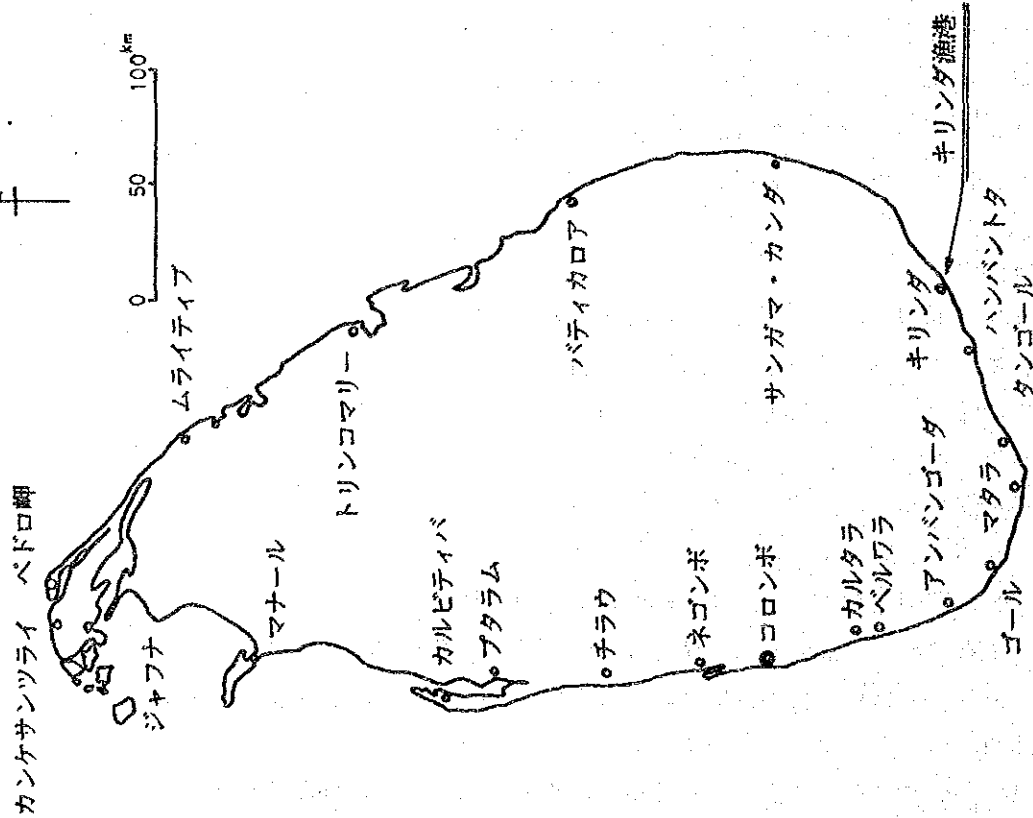 カンケサンツライ
ペドロ岬
ジャフナ
ムライティブ
0 50 100 km
マナール
トリンコマリー
カルピティバ
プタラム
バティカロア
チラウ
ネゴンボ
コロンボ
サンガマ・カンダ
カルタラ
ベルワラ
アンバンゴータ
キリンダ
キリンダ漁港
ゴール
マタラ
タンゴール
ハンバントタ